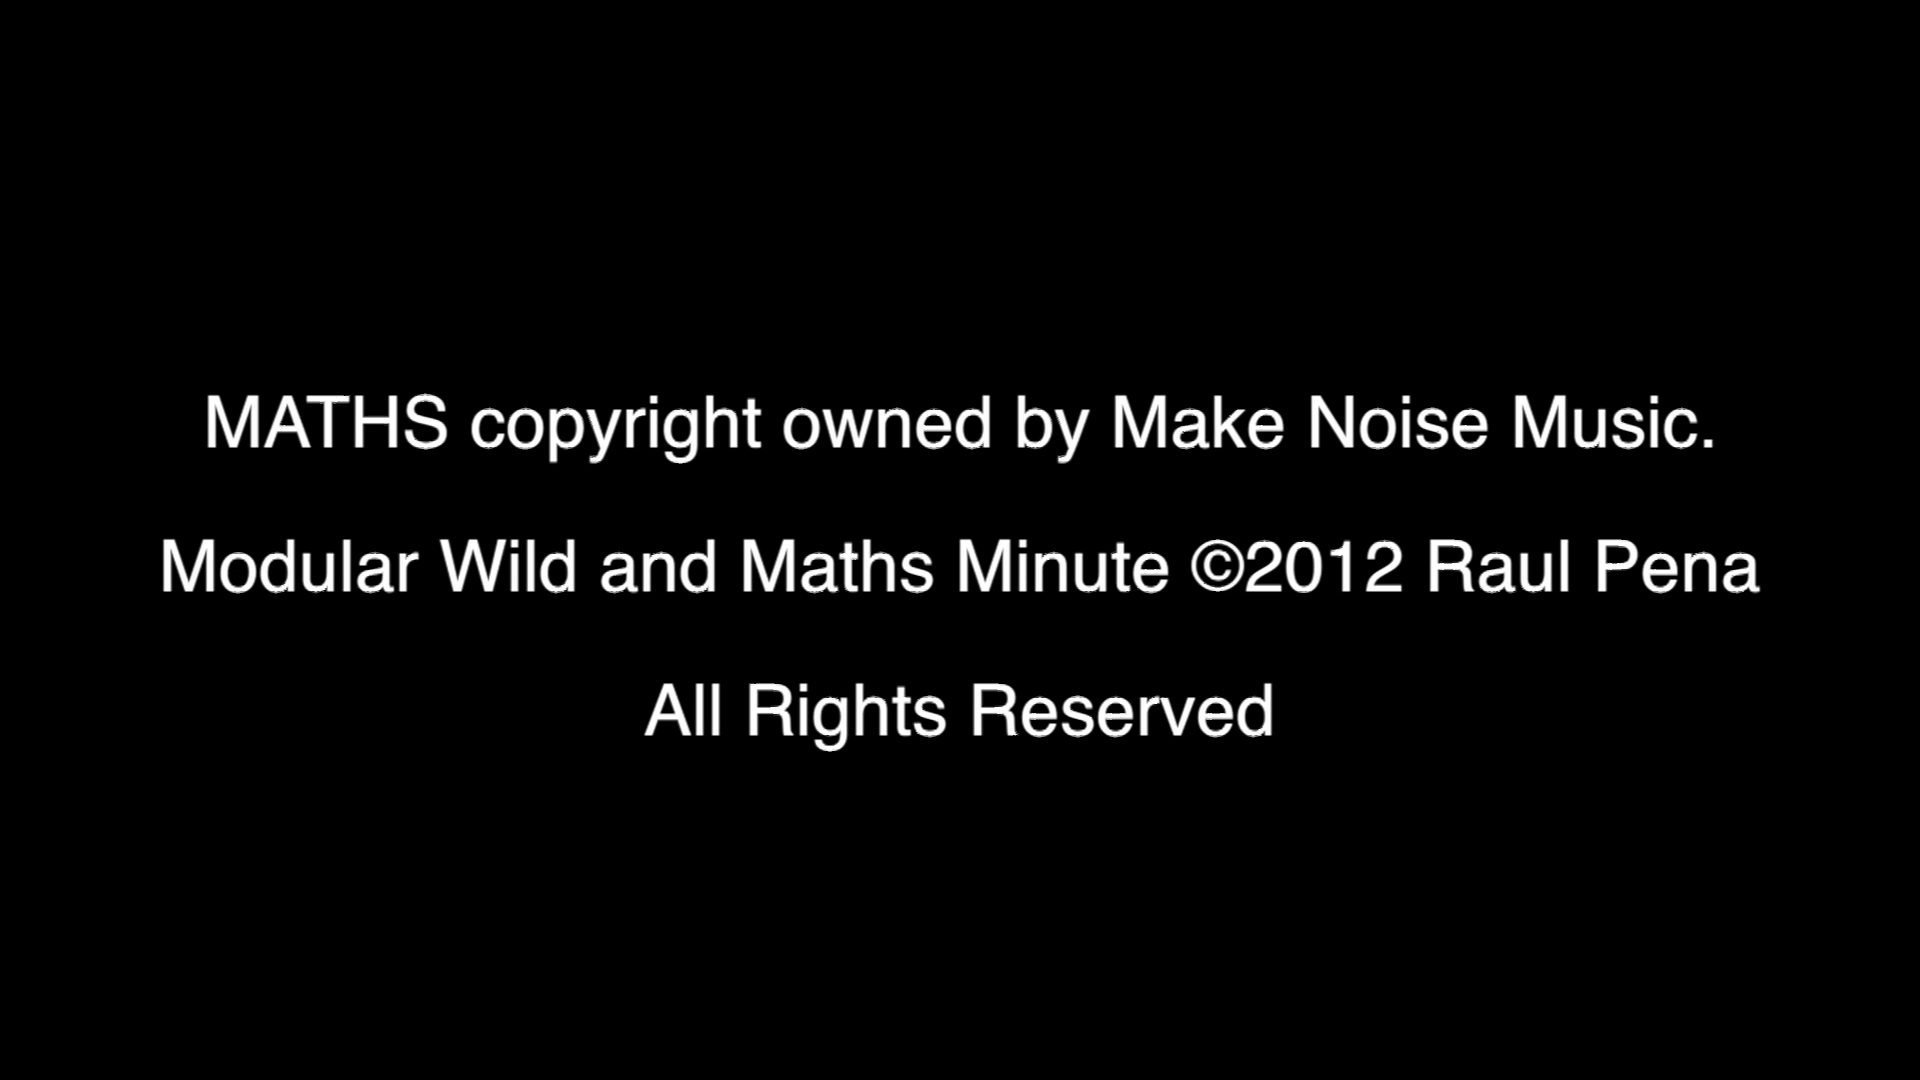 MATHS copyright owned by Make Noise Music.
Modular Wild and Maths Minute ©2012 Raul Pena
All Rights Reserved